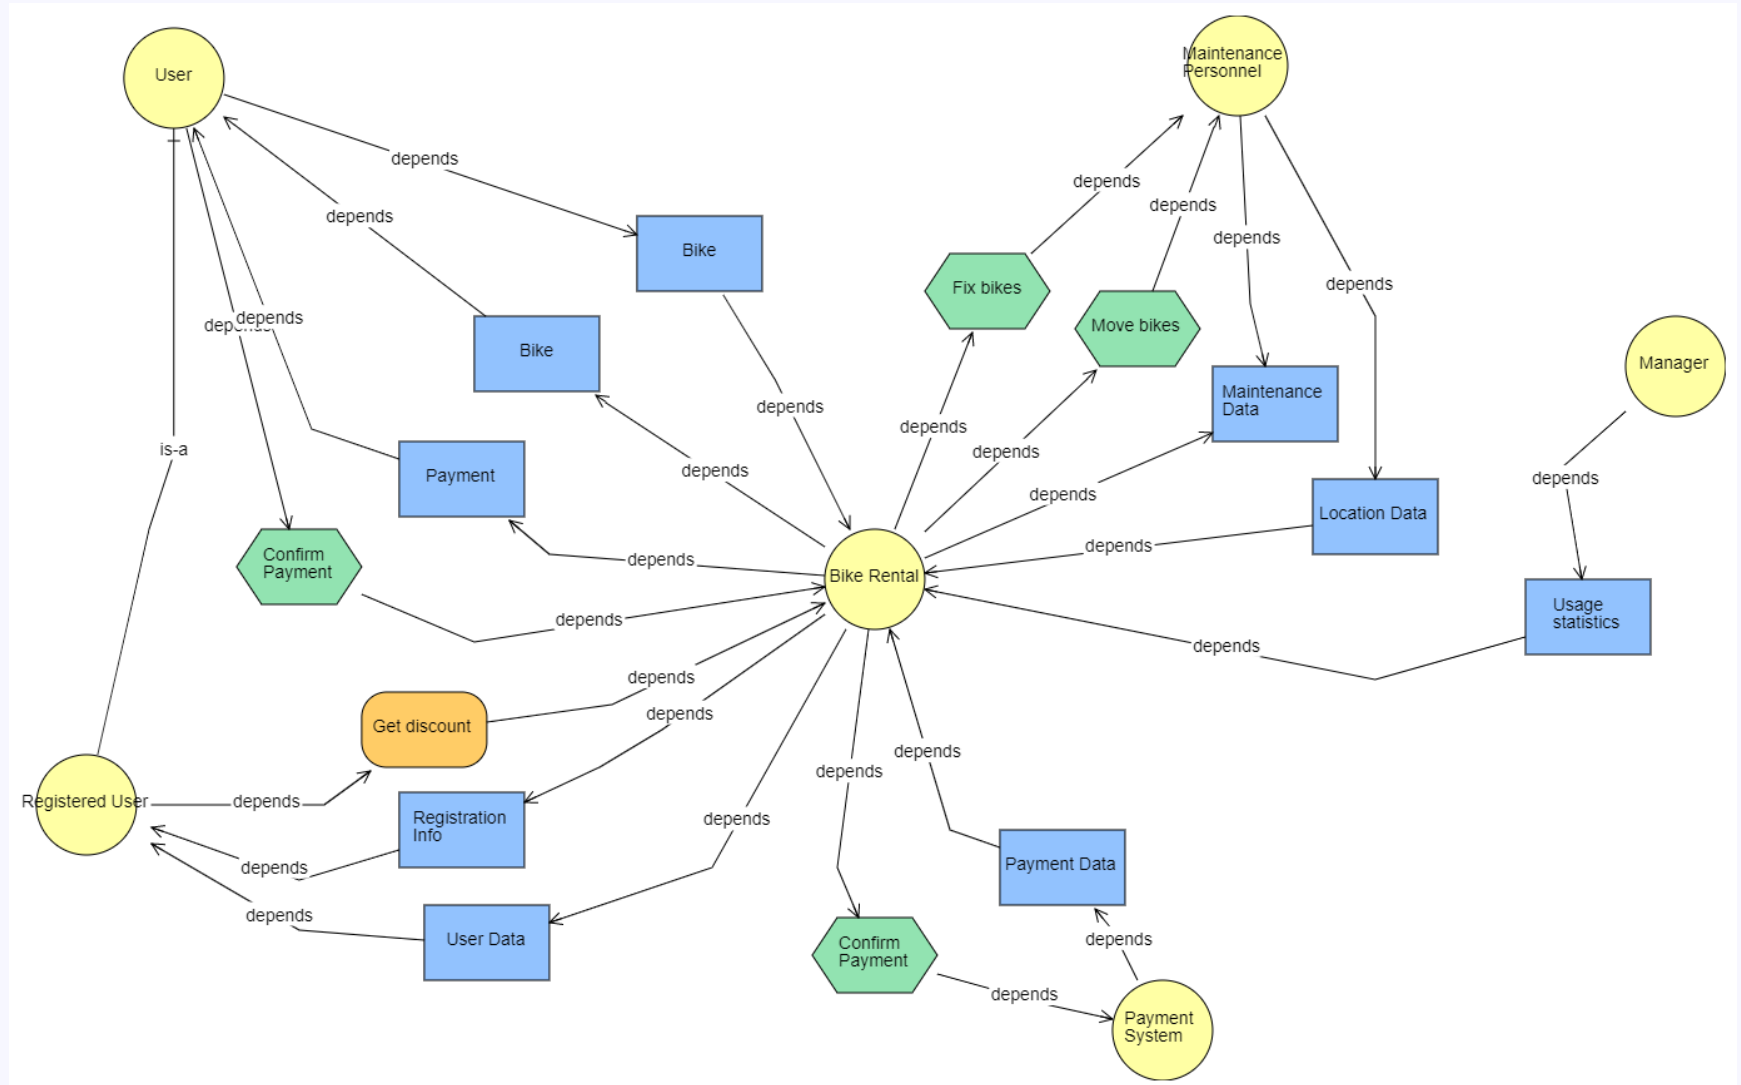 User
Maintenance
Personnel
depends
depends
depends
depends
depends
depends
Bike
Fix bikes
depends
depends
depends
Move bikes
Bike
Manager
Maintenance
Data
depends
depends
is-a
depends
depends
Payment
depends
depends
Location Data
depends
Confirm
Payment
depends
Bike Rental
Usage
statistics
depends
depends
depends
depends
Get discount
depends
depends
Registered User
depends
Registration
Info
depends
Payment Data
depends
depends
User Data
Confirm
Payment
depends
depends
Payment
System